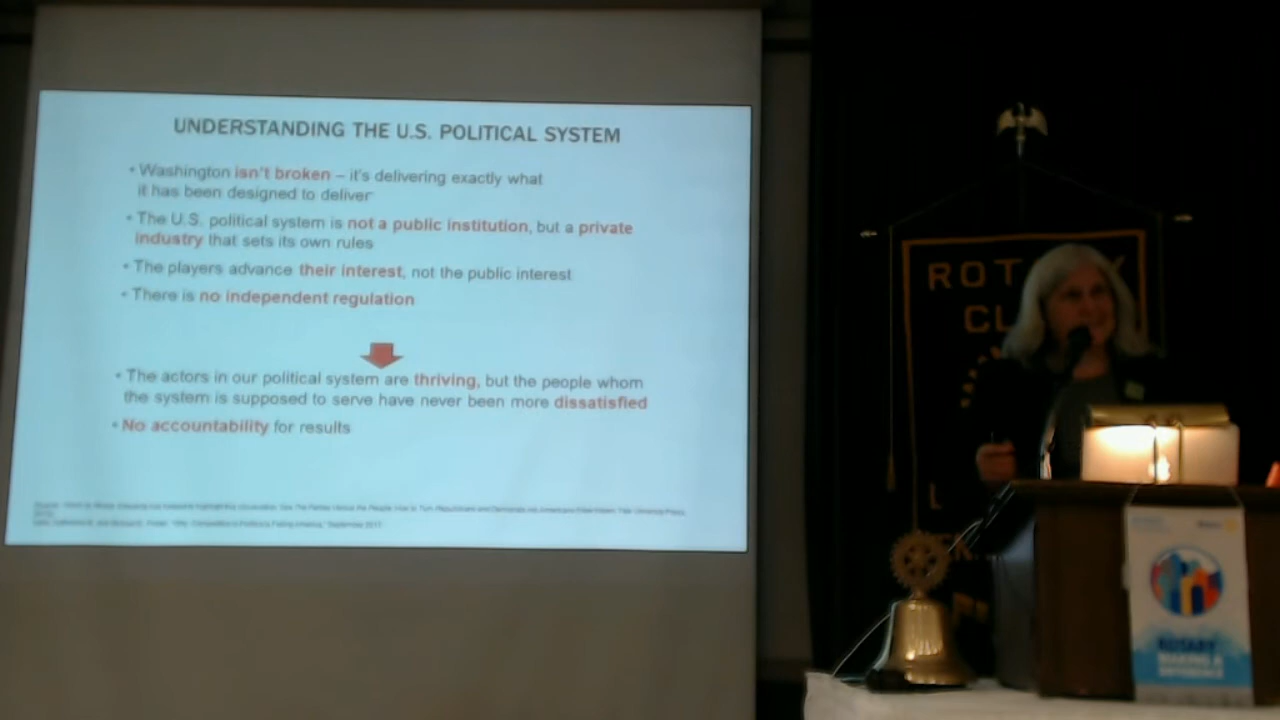 UNDERSTANDING THE U.S. POLITICAL SYSTEM
• Washington isn't broken – it's delivering exactly what
it has been designed to deliver
• The U.S. political system is not a public institution, but a private
industry that sets its own rules
• The players advance their interest, not the public interest
• There is no independent regulation
• The actors in our political system are thriving, but the people whom
the system is supposed to serve have never been more dissatisfied
• No accountability for results
ROT
CL
L
ROTARY
MAKING A
DIFFERENCE